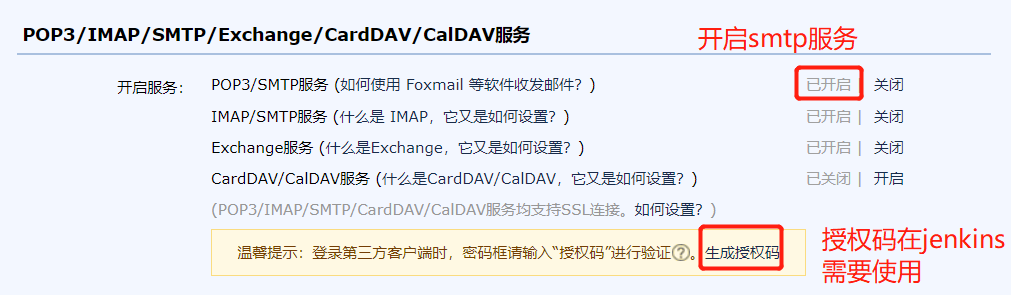 POP3/IMAP/SMTP/Exchange/CardDAV/CalDAV服务
开启smtp服务
开启服务： POP3/SMTP服务 (如何使用 Foxmail 等软件收发邮件？) 已开启 | 关闭
IMAP/SMTP服务 (什么是 IMAP，它又是如何设置？) 已开启 | 关闭
Exchange服务 (什么是Exchange，它又是如何设置？) 已开启 | 关闭
CardDAV/CalDAV服务 (什么是CardDAV/CalDAV，它又是如何设置？) 已关闭 | 开启
(POP3/IMAP/SMTP/CardDAV/CalDAV服务均支持SSL连接。如何设置？)
温馨提示：登录第三方客户端时，密码框请输入“授权码”进行验证?。生成授权码
授权码在jenkins
需要使用